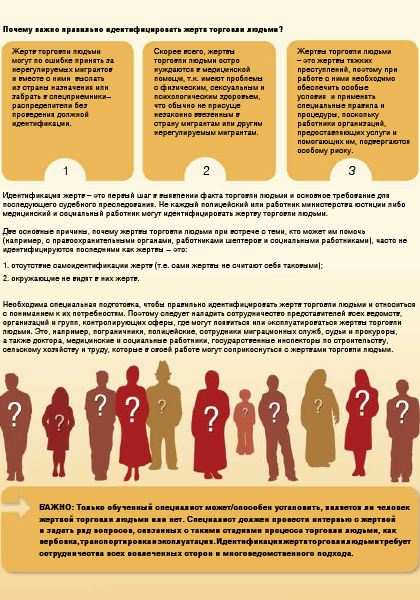 Почему важно правильно идентифицировать жертв торговли людьми?
Жертв торговли людьми
могут по ошибке принять за
нерегулируемых мигрантов
и вместе с ними выслать
из страны назначения или
забрать в спецприемники–
распределители без
проведения должной
идентификации.
1
Скорее всего, жертвы
торговли людьми остро
нуждаются в медицинской
помощи, т.к. имеют проблемы
с физическим, сексуальным и
психологическим здоровьем,
что обычно не присуще
незаконно ввезенным в
страну мигрантам или другим
нерегулируемым мигрантам.
2
Жертвы торговли людьми
– это жертвы тяжких
преступлений, поэтому при
работе с ними необходимо
обеспечить особые
условия и применять
специальные правила и
процедуры, поскольку
работники организаций,
предоставляющих услуги и
помогающих им, подвергаются
особому риску.
3
Идентификация жертв – это первый шаг в выявлении факта торговли людьми и основное требование для
последующего судебного преследования. Не каждый полицейский или работник министерства юстиции либо
медицинский и социальный работник могут идентифицировать жертву торговли людьми.
Две основные причины, почему жертвы торговли людьми при встрече с теми, кто может им помочь
(например, с правоохранительными органами, работниками шелтеров и социальными работниками), часто не
идентифицируются последними как жертвы – это:
1. отсутствие самоидентификации жертв (т.е. сами жертвы не считают себя таковыми);
2. окружающие не видят в них жертв.
Необходима специальная подготовка, чтобы правильно идентифицировать жертв торговли людьми и относиться
с пониманием к их потребностям. Поэтому следует наладить сотрудничество представителей всех ведомств,
организаций и групп, контролирующих сферы, где могут появиться или эксплуатироваться жертвы торговли
людьми. Это, например, пограничники, полицейские, сотрудники миграционных служб, судьи и прокуроры,
а также доктора, медицинские и социальные работники, государственные инспекторы по строительству,
сельскому хозяйству и труду, которые в своей работе могут соприкоснуться с жертвами торговли людьми.
? ? ? ? ? ? ? ? ? ? ?
ВАЖНО: Только обученный специалист может/способен установить, является ли человек
жертвой торговли людьми или нет. Специалист должен провести интервью с жертвой
и задать ряд вопросов, связанных с такими стадиями процесса торговли людьми, как
вербовка, транспортировка и эксплуатация. Идентификация жертв торговли людьми требует
сотрудничества всех вовлеченных сторон и многоведомственного подхода.